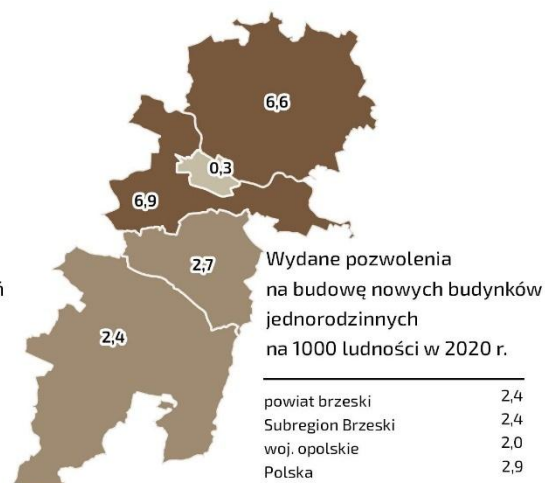 6,6
0,3
6,9
2,7
2,4
Wydane pozwolenia
na budowę nowych budynków
jednorodzinnych
na 1000 ludności w 2020 r.
powiat brzeski 2,4
Subregion Brzeski 2,4
woj. opolskie 2,0
Polska 2,9